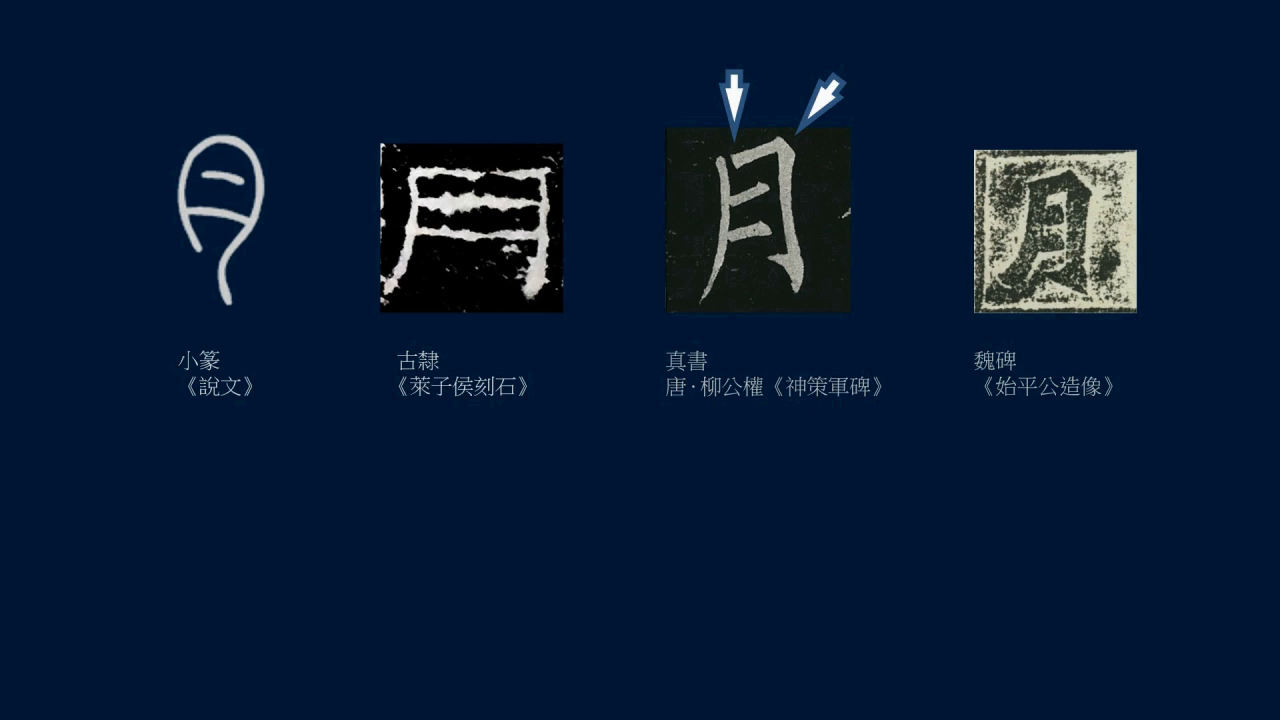 月 月 月 月
小篆
《說文》
古隸
《萊子侯刻石》
真書
唐·柳公權《神策軍碑》
魏碑
《始平公造像》